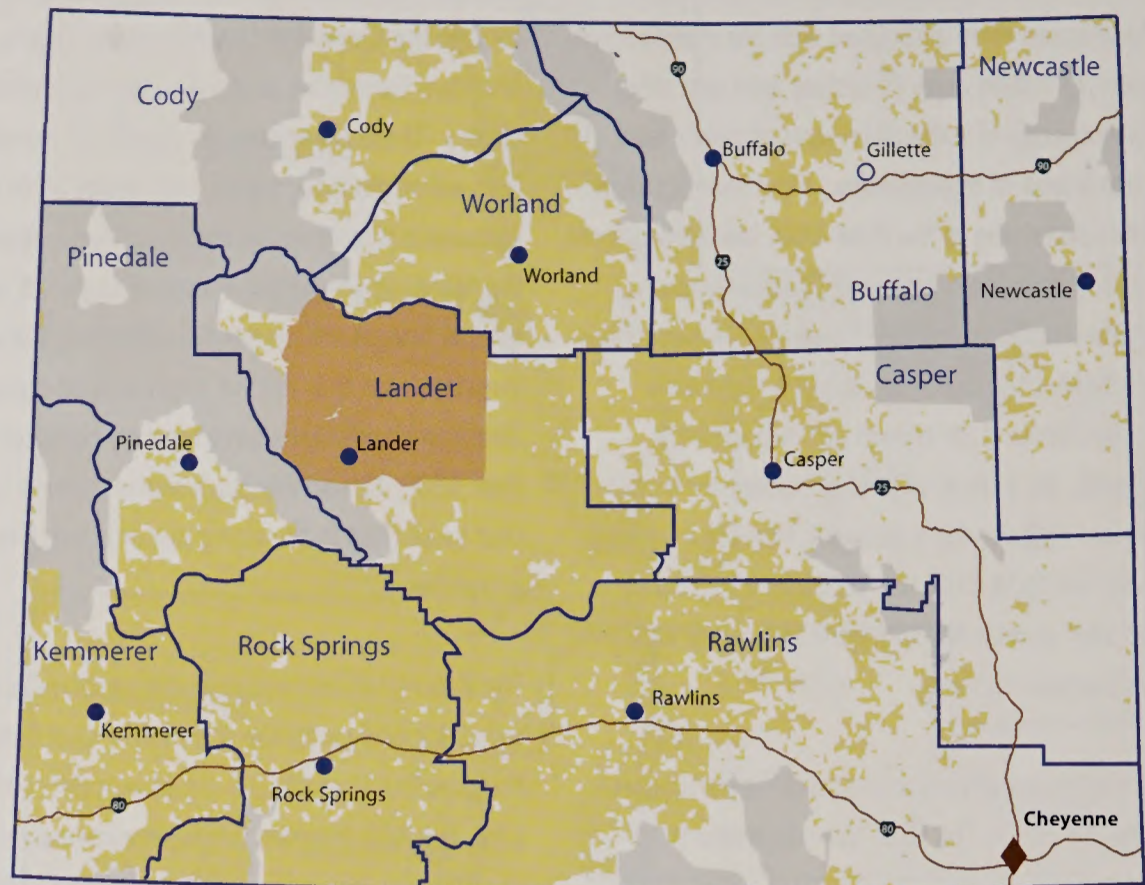 90
Newcastle
Cody
Cody
Buffalo
Gillette
90
Worland
Pinedale
Worland
25
Buffalo
Newcastle
Lander
Casper
Pinedale
Lander
Casper
25
Kemmerer
Rock Springs
Rawlins
Rawlins
Kemmerer
Rock Springs
80
80
Cheyenne